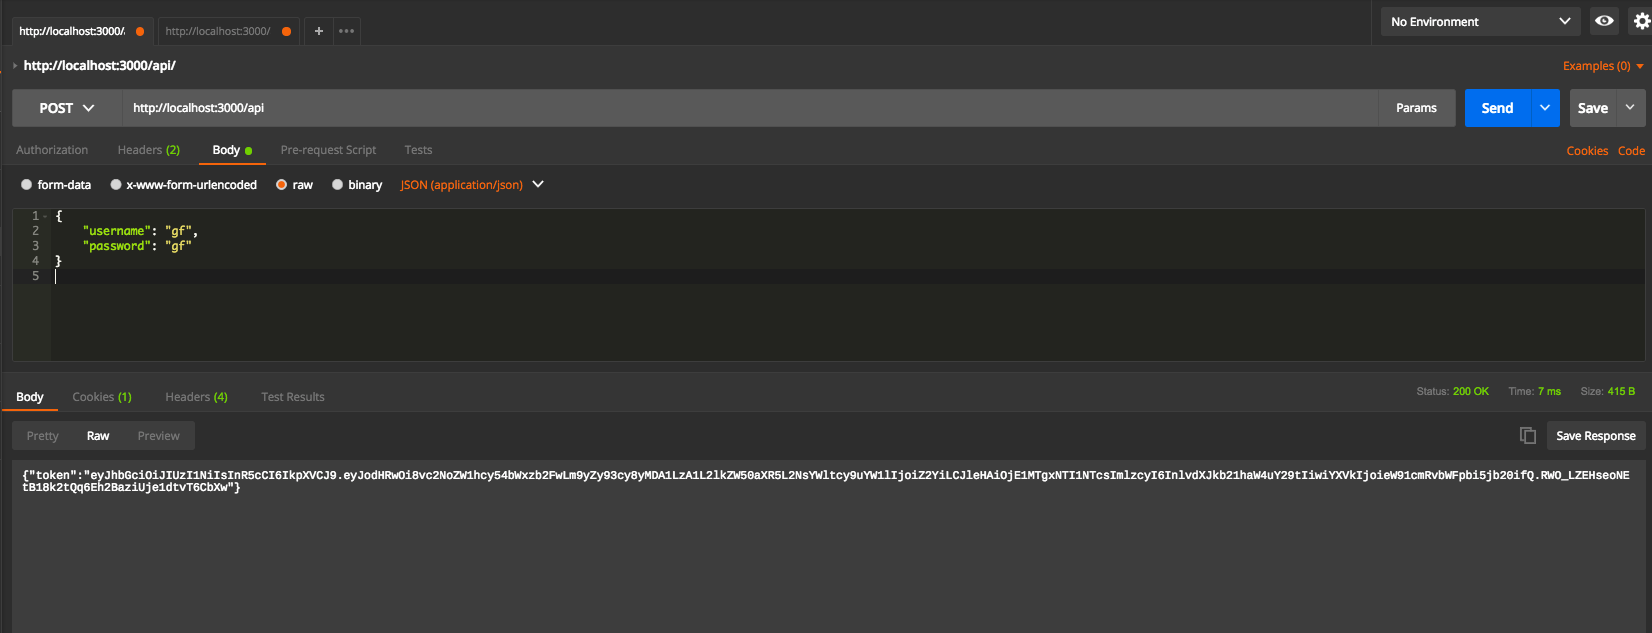 http://localhost:3000/ http://localhost:3000/ + ••• No Environment
http://localhost:3000/api/ Examples (0)
POST http://localhost:3000/api Params Send Save
Authorization Headers (2) Body Pre-request Script Tests Cookies Code
form-data x-www-form-urlencoded raw binary JSON (application/json)
1 {
2 "username": "gf",
3 "password": "gf"
4 }
5
Body Cookies (1) Headers (4) Test Results Status: 200 OK Time: 7 ms Size: 415 B
Pretty Raw Preview Save Response
{"token":"eyJhbGciOiJIUzI1NiIsInR5cCI6IkpXVCJ9.eyJodHRwOi8vc2NoZW1hcy54bWxzb2FwLm9yZy93cy8yMDA1LzA1L2lkZW50aXR5L2NsYWltcy9uYW1lIjoiZ2YiLCJleHAiOjE1MTgxNTI1NTcsImlzcyI6InlvdXJkb21haW4uY29tIiwiYXVkIjoieW91cmRvbWFpbi5jb20ifQ.RWO_LZEHseoNE
tB18k2tQq6Eh2BaziUje1dtvT6CbXw"}